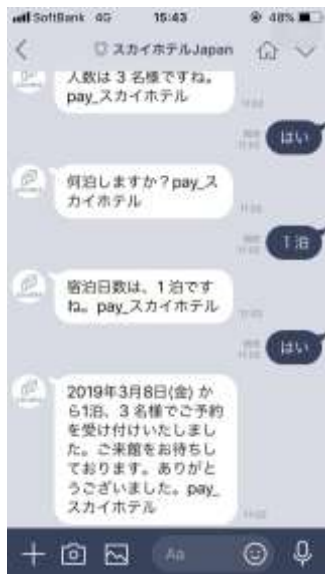 SoftBank 4G 15:43 48%
スカイホテルJapan
人数は 3 名様ですね。
pay_スカイホテル
はい
何泊しますか?pay_ス
カイホテル
1泊
宿泊日数は、1 泊です
ね。pay_スカイホテル
はい
2019年3月8日(金) か
ら1泊、3 名様でご予約
を受け付けいたしまし
た。ご来館をお待ちし
ております。ありがと
うございました。pay_
スカイホテル
Aa